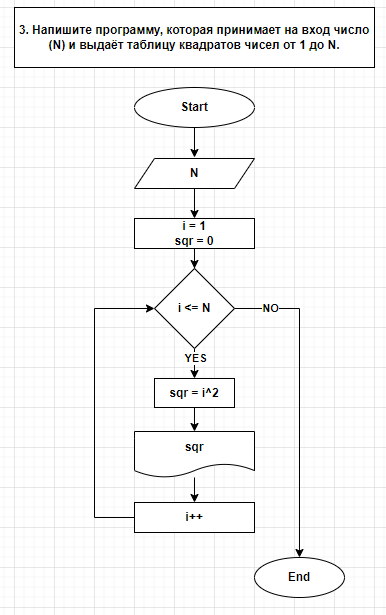 3. Напишите программу, которая принимает на вход число
(N) и выдаёт таблицу квадратов чисел от 1 до N.
Start
N
i = 1
sqr = 0
i <= N
NO
YES
sqr = i^2
sqr
i++
End